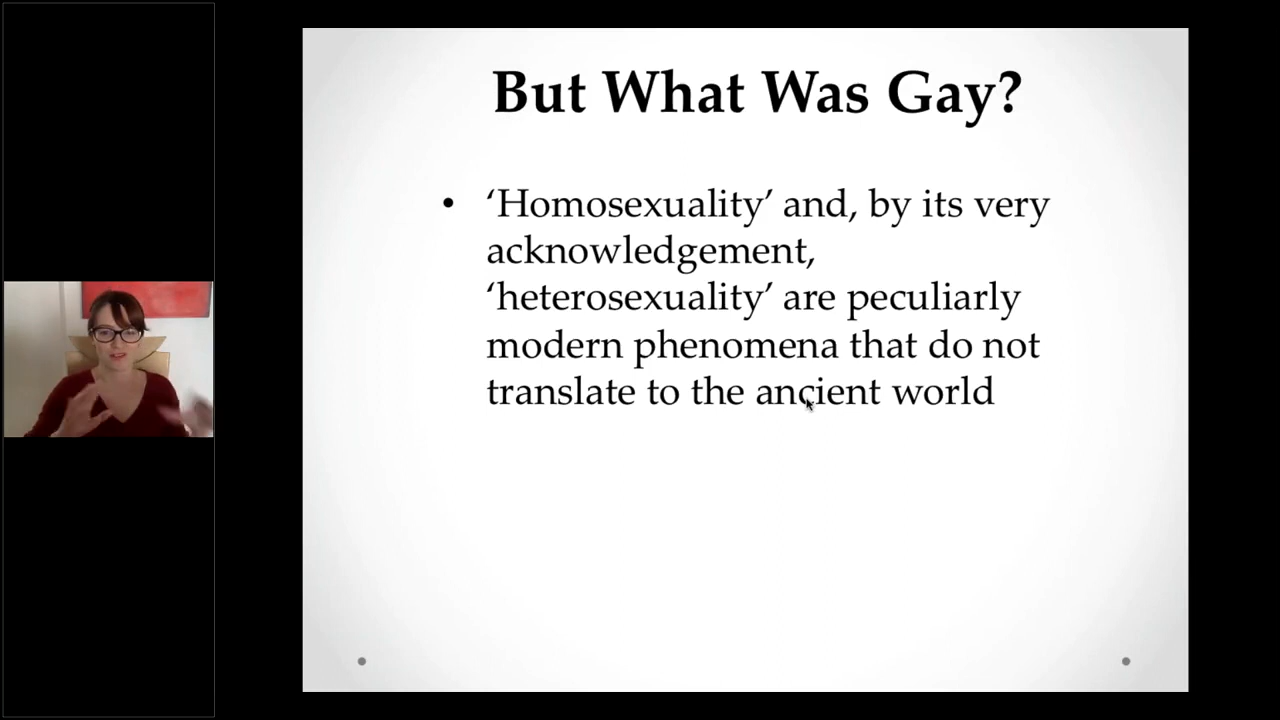 But What Was Gay?
• ‘Homosexuality’ and, by its very
acknowledgement,
‘heterosexuality’ are peculiarly
modern phenomena that do not
translate to the ancient world